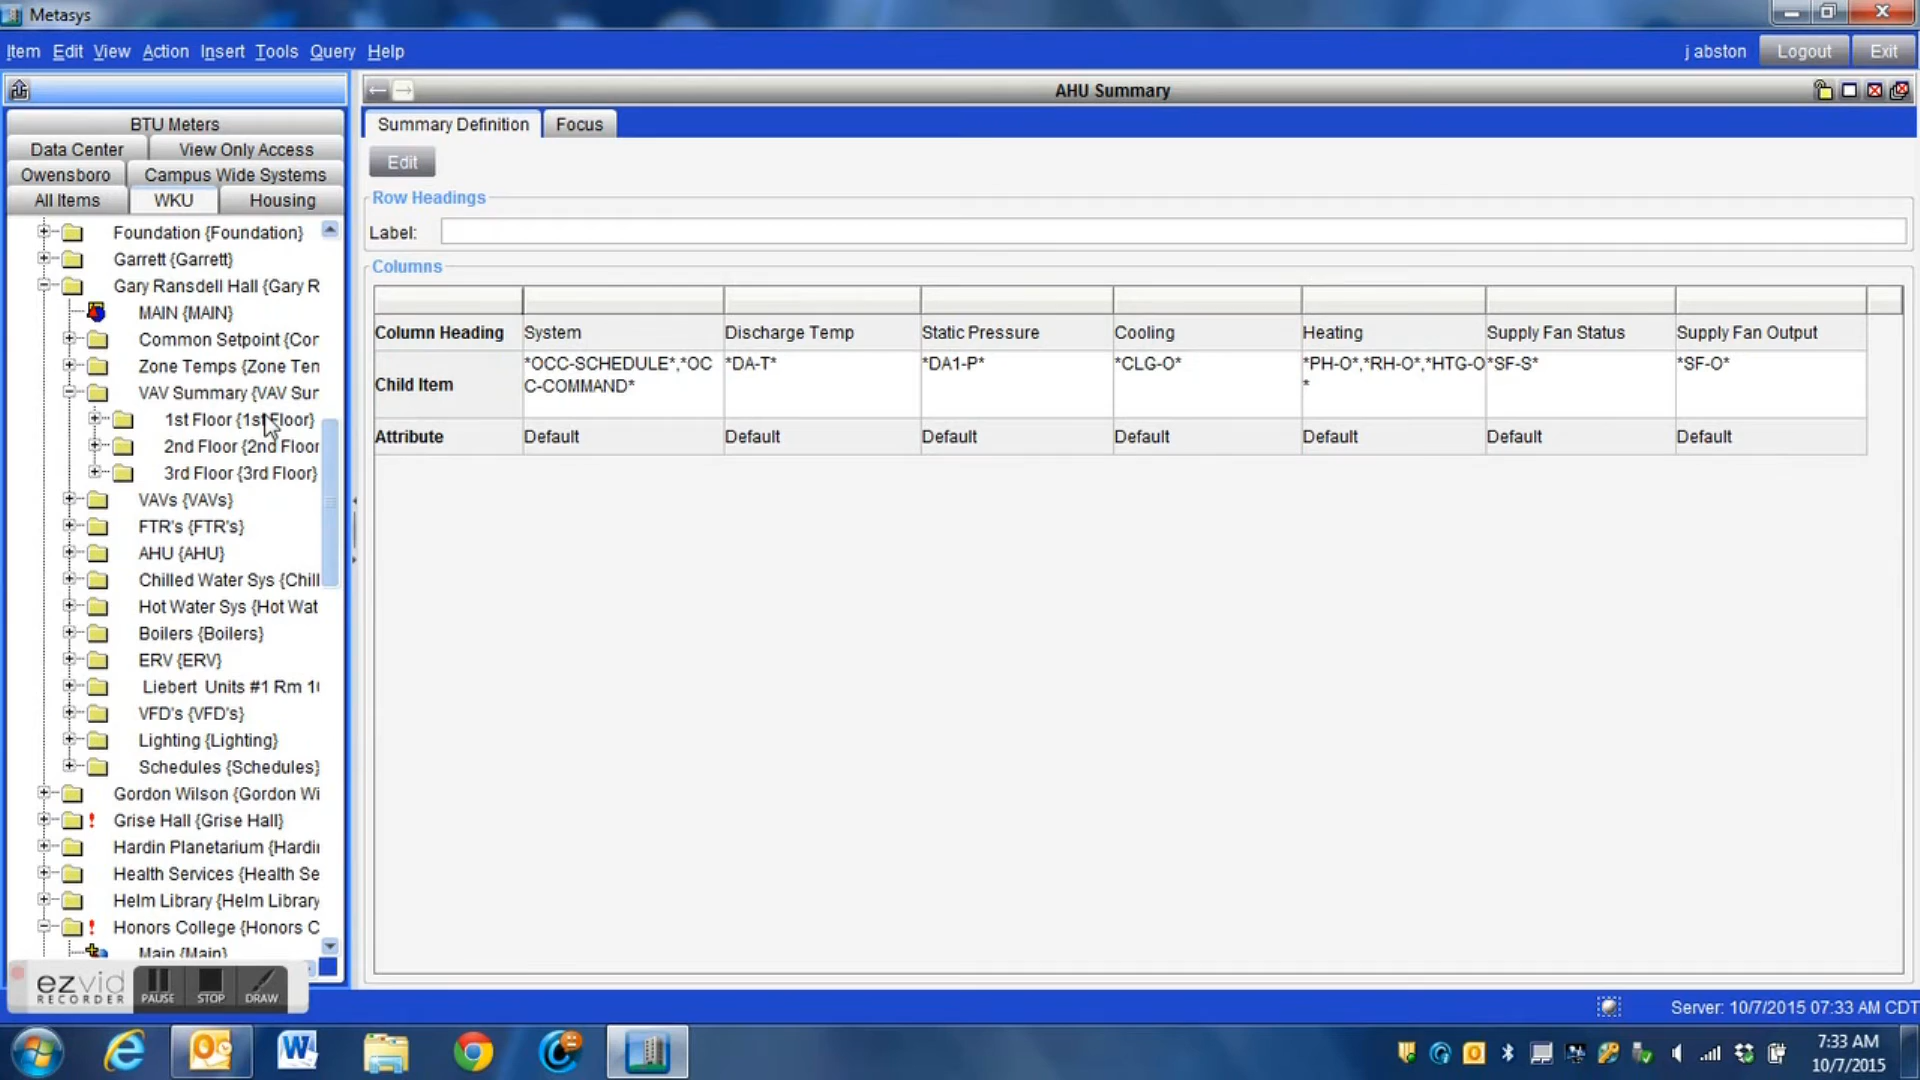 Metasys
Item Edit View Action Insert Tools Query Help
j abston Logout Exit
AHU Summary
BTU Meters
Data Center View Only Access
Owensboro Campus Wide Systems
All Items WKU Housing
Foundation {Foundation}
Garrett {Garrett}
Gary Ransdell Hall {Gary R
MAIN {MAIN}
Common Setpoint {Cor
Zone Temps {Zone Ten
VAV Summary {VAV Sur
1st Floor {1st Floor}
2nd Floor {2nd Floor
3rd Floor {3rd Floor}
VAVs {VAVs}
FTR's {FTR's}
AHU {AHU}
Chilled Water Sys {Chill
Hot Water Sys {Hot Wat
Boilers {Boilers}
ERV {ERV}
Liebert Units #1 Rm 1
VFD's {VFD's}
Lighting {Lighting}
Schedules {Schedules}
Gordon Wilson {Gordon Wi
Grise Hall {Grise Hall}
Hardin Planetarium {Hardi
Health Services {Health Se
Helm Library {Helm Library
Honors College {Honors C
Main {Main}
Summary Definition Focus
Edit
Row Headings
Label:
Columns
Column Heading System Discharge Temp Static Pressure Cooling Heating Supply Fan Status Supply Fan Output
Child Item *OCC-SCHEDULE*,*OC *DA-T* *DA1-P* *CLG-O* *PH-O*,*RH-O*,*HTG-O *SF-S* *SF-O*
C-COMMAND* *
Attribute Default Default Default Default Default Default Default
ezvid
RECORDER
PAUSE STOP DRAW
Server: 10/7/2015 07:33 AM CDT
7:33 AM
10/7/2015